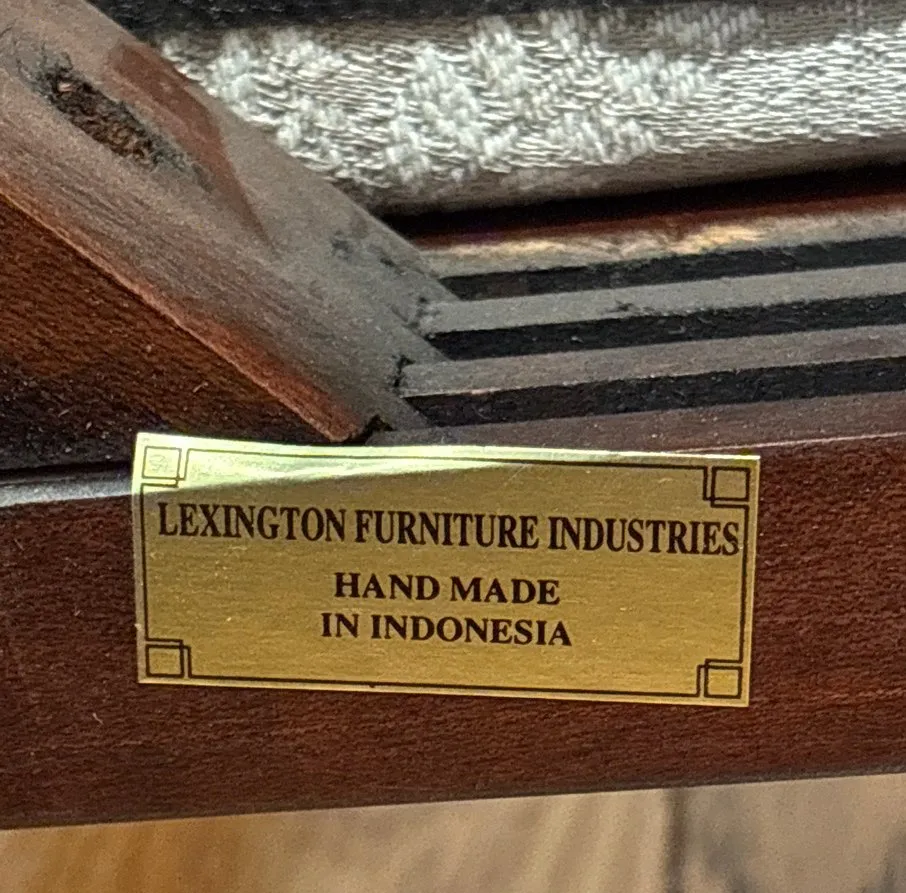 LEXINGTON FURNITURE INDUSTRIES
HAND MADE
IN INDONESIA